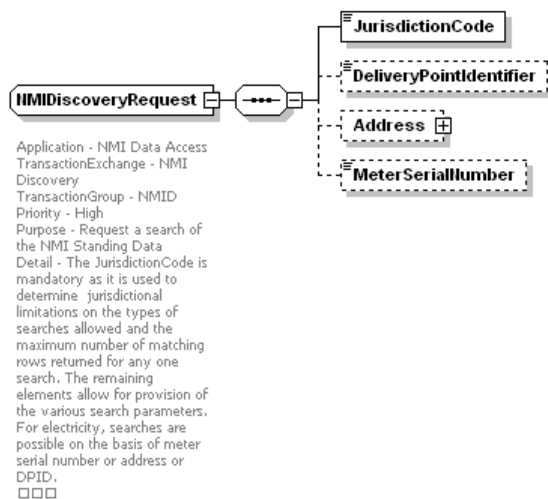 JurisdictionCode
DeliveryPointIdentifier
NMIDiscoveryRequest
Address
MeterSerialNumber
Application - NMI Data Access
TransactionExchange - NMI
Discovery
TransactionGroup - NMID
Priority - High
Purpose - Request a search of
the NMI Standing Data
Detail - The JurisdictionCode is
mandatory as it is used to
determine  jurisdictional
limitations on the types of
searches allowed and the
maximum number of matching
rows returned for any one
search. The remaining
elements allow for provision of
the various search parameters.
For electricity, searches are
possible on the basis of meter
serial number or address or
DPID.
□□□